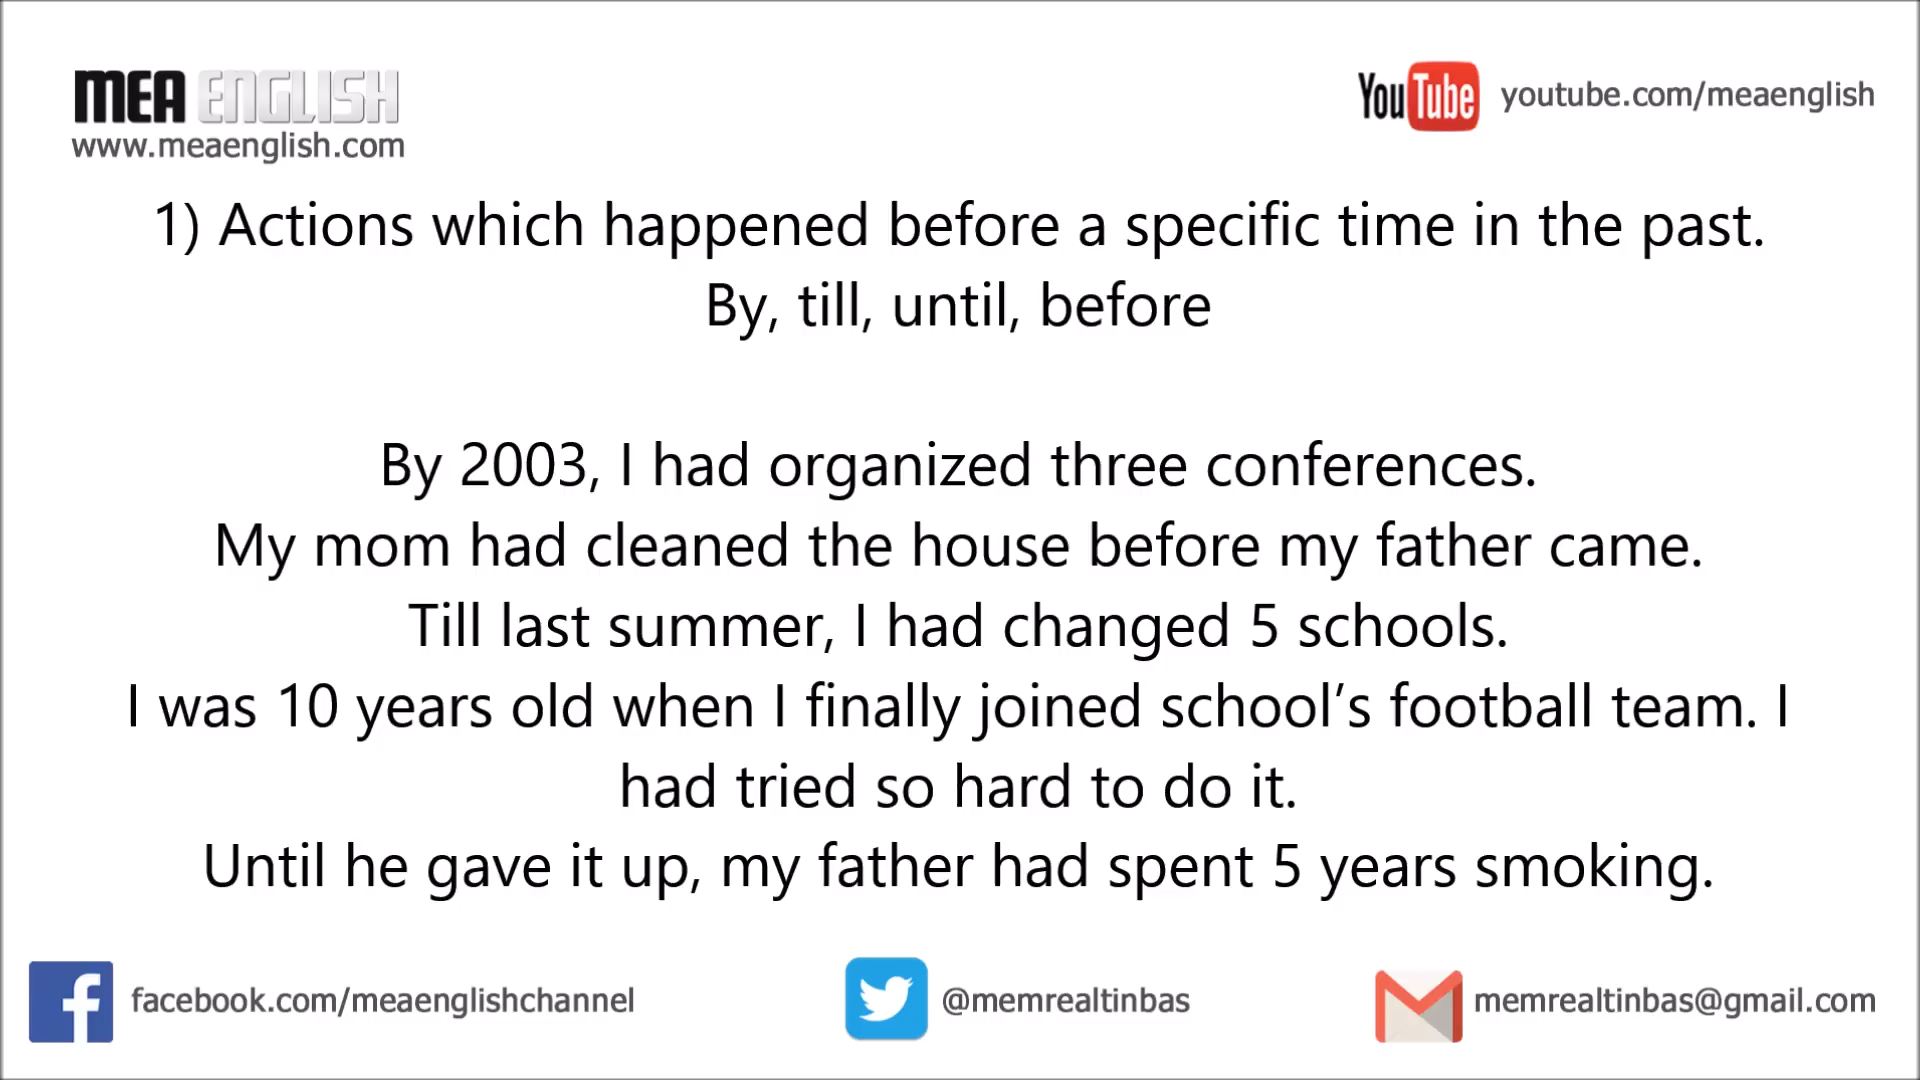 MEA ENGLISH
www.meaenglish.com
YouTube youtube.com/meaenglish
1) Actions which happened before a specific time in the past.
By, till, until, before
By 2003, I had organized three conferences.
My mom had cleaned the house before my father came.
Till last summer, I had changed 5 schools.
I was 10 years old when I finally joined school’s football team. I
had tried so hard to do it.
Until he gave it up, my father had spent 5 years smoking.
facebook.com/meaenglishchannel
@memrealtinbas
memrealtinbas@gmail.com